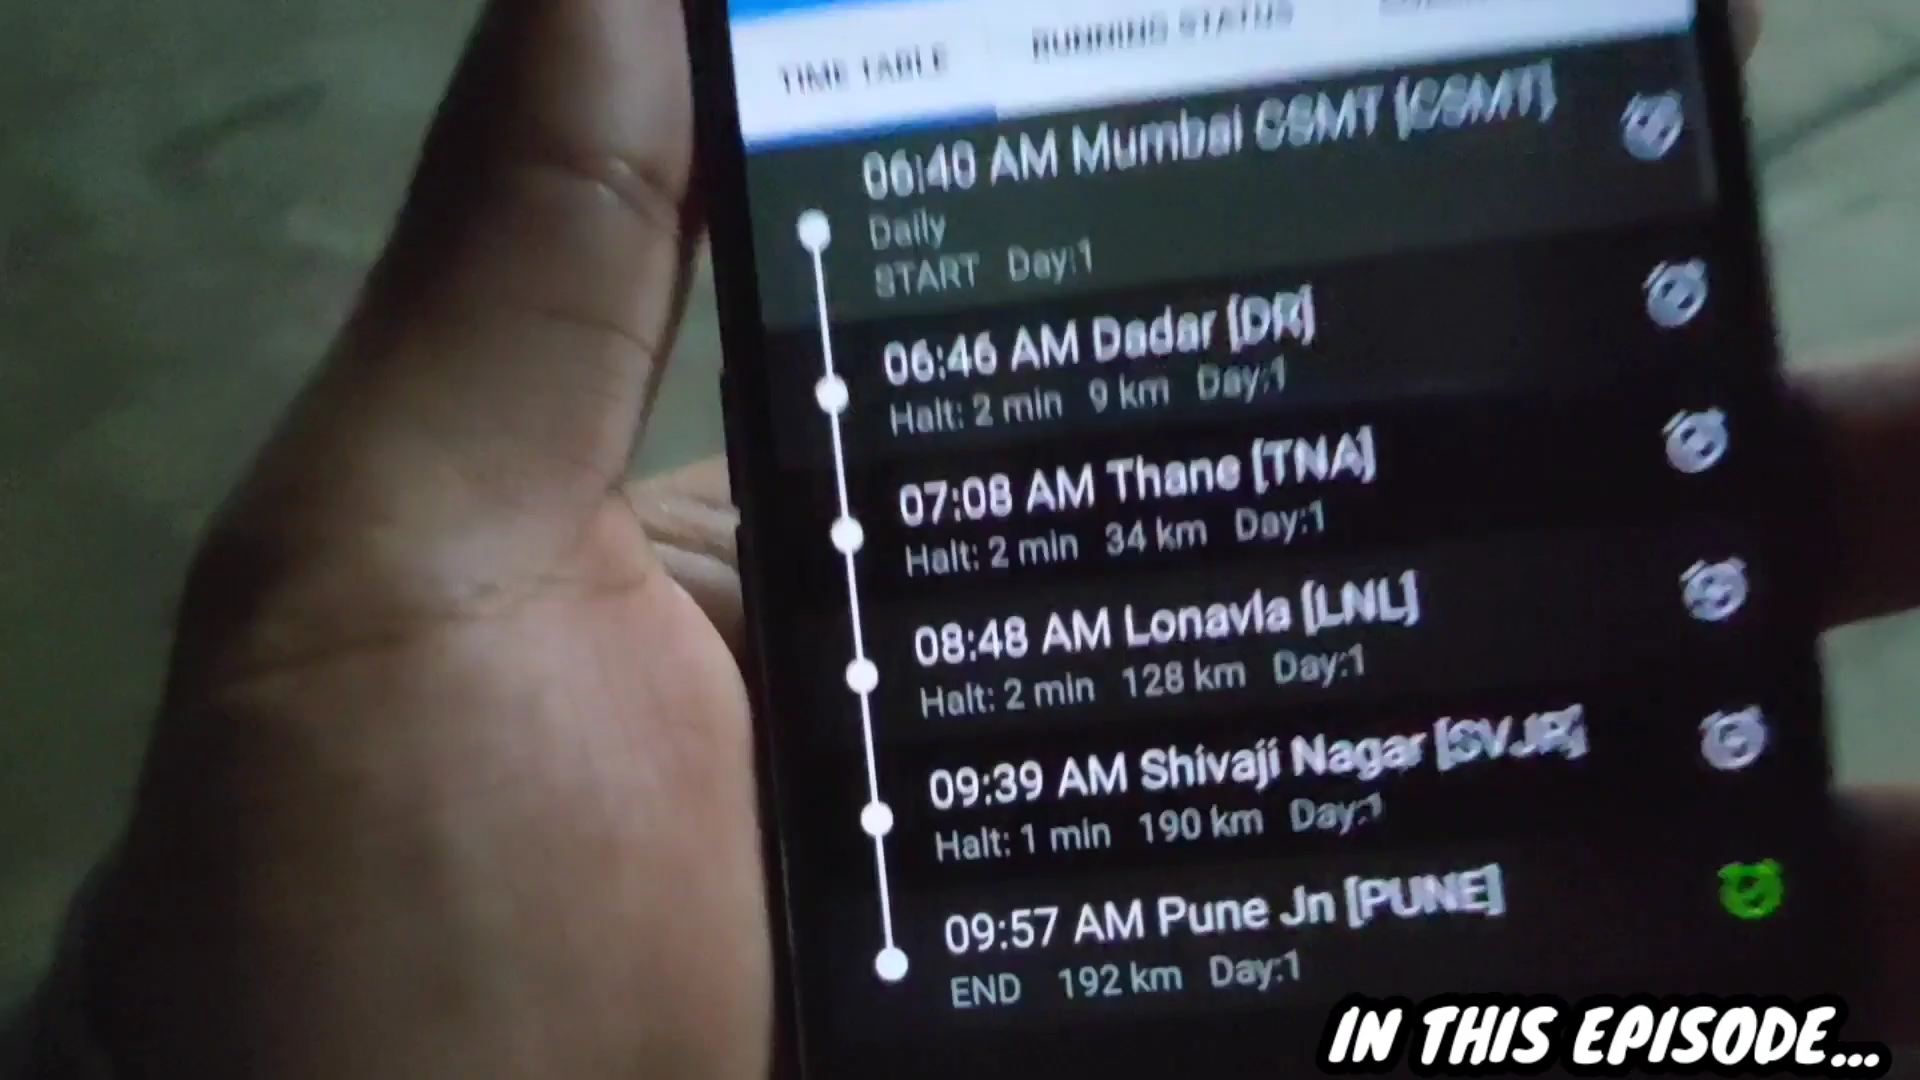 TIME TABLE RUNNING STATUS
06:40 AM Mumbai CSMT [CSMT]
Daily
START Day:1
06:46 AM Dadar [DR]
Halt: 2 min 9 km Day:1
07:08 AM Thane [TNA]
Halt: 2 min 34 km Day:1
08:48 AM Lonavla [LNL]
Halt: 2 min 128 km Day:1
09:39 AM Shivaji Nagar [SVJR]
Halt: 1 min 190 km Day:1
09:57 AM Pune Jn [PUNE]
END 192 km Day:1
IN THIS EPISODE...